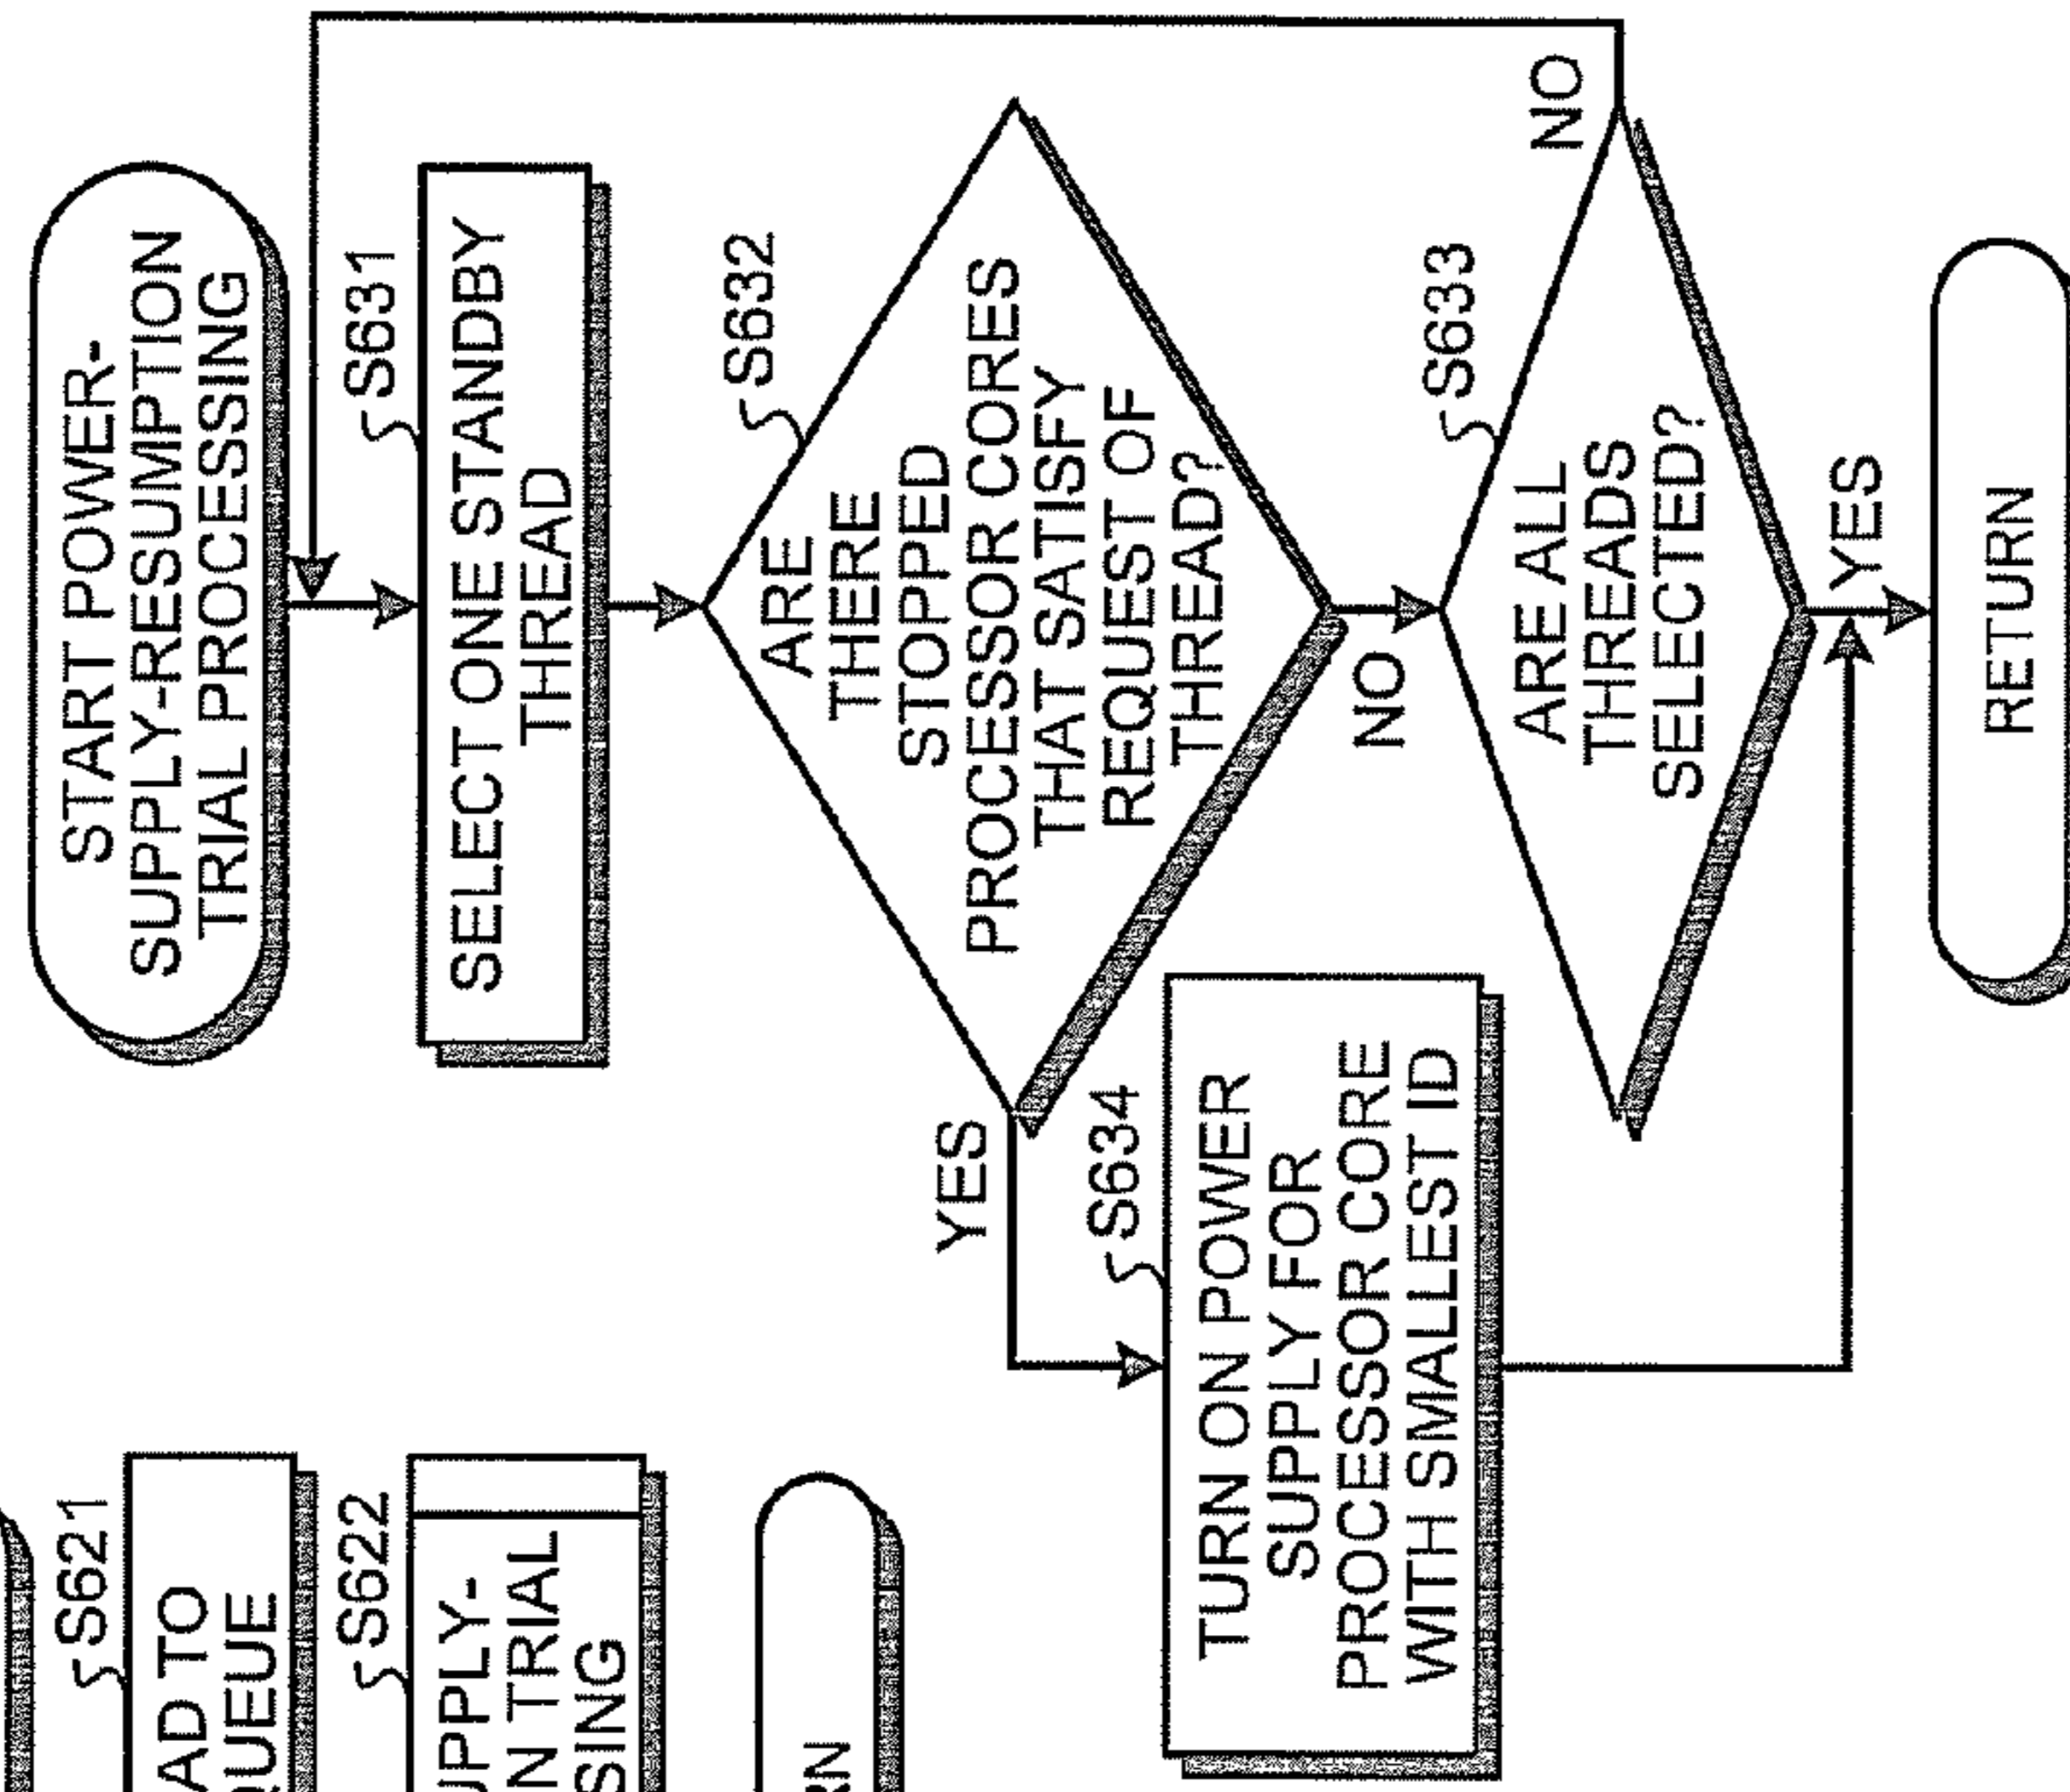 START POWER-
SUPPLY-RESUMPTION
TRIAL PROCESSING
S631
SELECT ONE STANDBY
THREAD
S632
ARE
THERE
STOPPED
PROCESSOR CORES
THAT SATISFY
REQUEST OF
THREAD?
YES
NO
S634
TURN ON POWER
SUPPLY FOR
PROCESSOR CORE
WITH SMALLEST ID
S633
ARE ALL
THREADS
SELECTED?
NO
YES
RETURN
S621
AD TO
QUEUE
S622
UPPLY-
N TRIAL
SING
RN